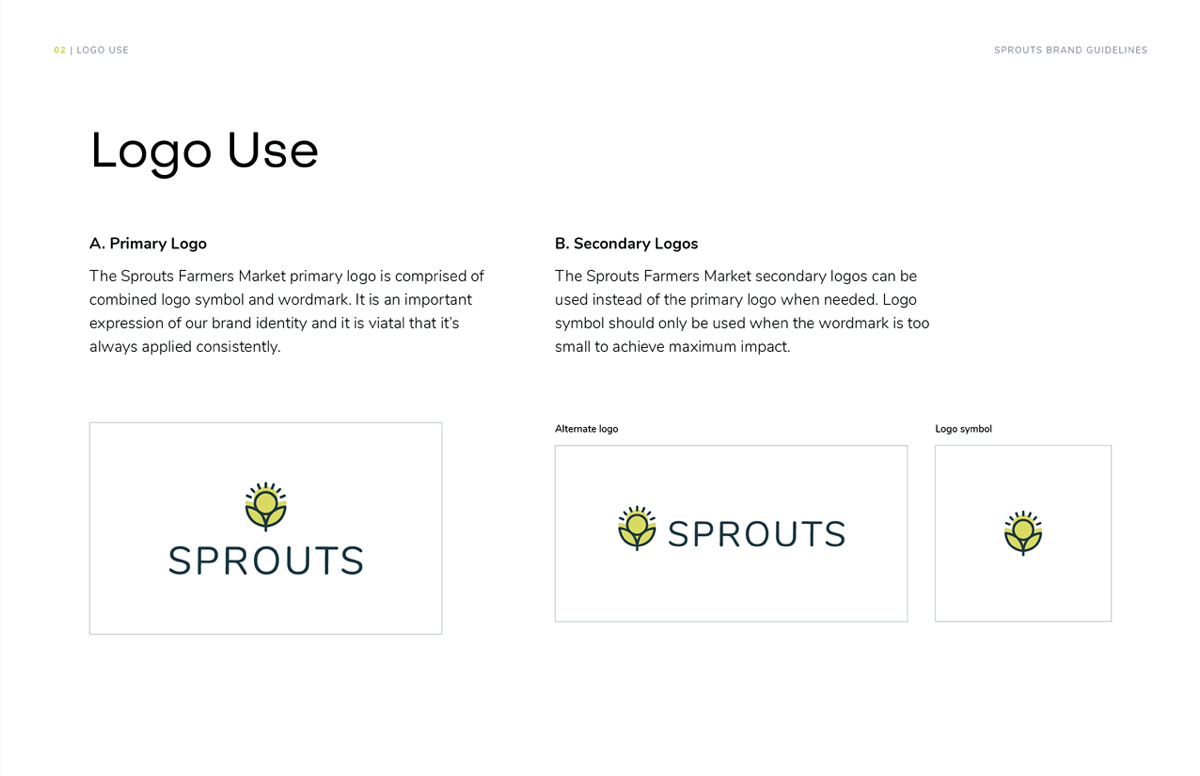 02 | LOGO USE
SPROUTS BRAND GUIDELINES
Logo Use
A. Primary Logo
The Sprouts Farmers Market primary logo is comprised of
combined logo symbol and wordmark. It is an important
expression of our brand identity and it is viatal that it's
always applied consistently.
B. Secondary Logos
The Sprouts Farmers Market secondary logos can be
used instead of the primary logo when needed. Logo
symbol should only be used when the wordmark is too
small to achieve maximum impact.
SPROUTS
Alternate logo
SPROUTS
Logo symbol